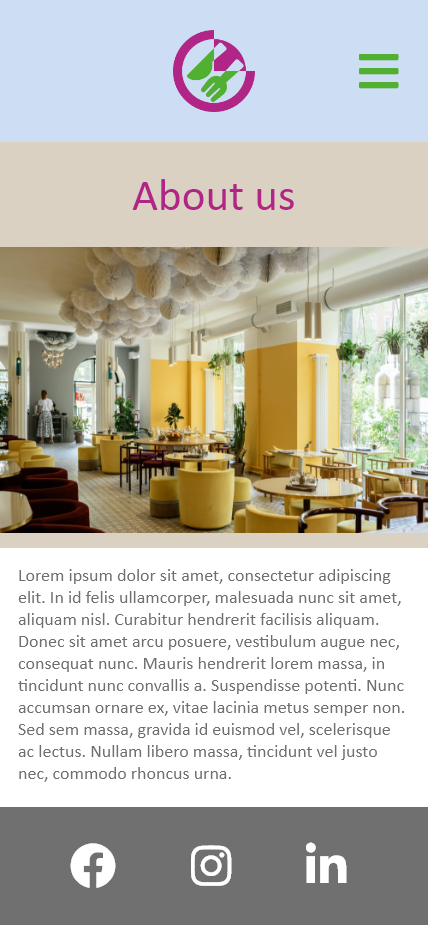 About us
Lorem ipsum dolor sit amet, consectetur adipiscing
elit. In id felis ullamcorper, malesuada nunc sit amet,
aliquam nisl. Curabitur hendrerit facilisis aliquam.
Donec sit amet arcu posuere, vestibulum augue nec,
consequat nunc. Mauris hendrerit lorem massa, in
tincidunt nunc convallis a. Suspendisse potenti. Nunc
accumsan ornare ex, vitae lacinia metus semper non.
Sed sem massa, gravida id euismod vel, scelerisque
ac lectus. Nullam libero massa, tincidunt vel justo
nec, commodo rhoncus urna.
in